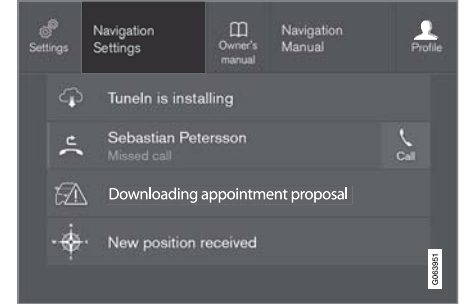 Settings
Navigation
Settings
Owner's
manual
Navigation
Manual
Profile
TuneIn is installing
Sebastian Petersson
Missed call
Call
Downloading appointment proposal
New position received
G063951